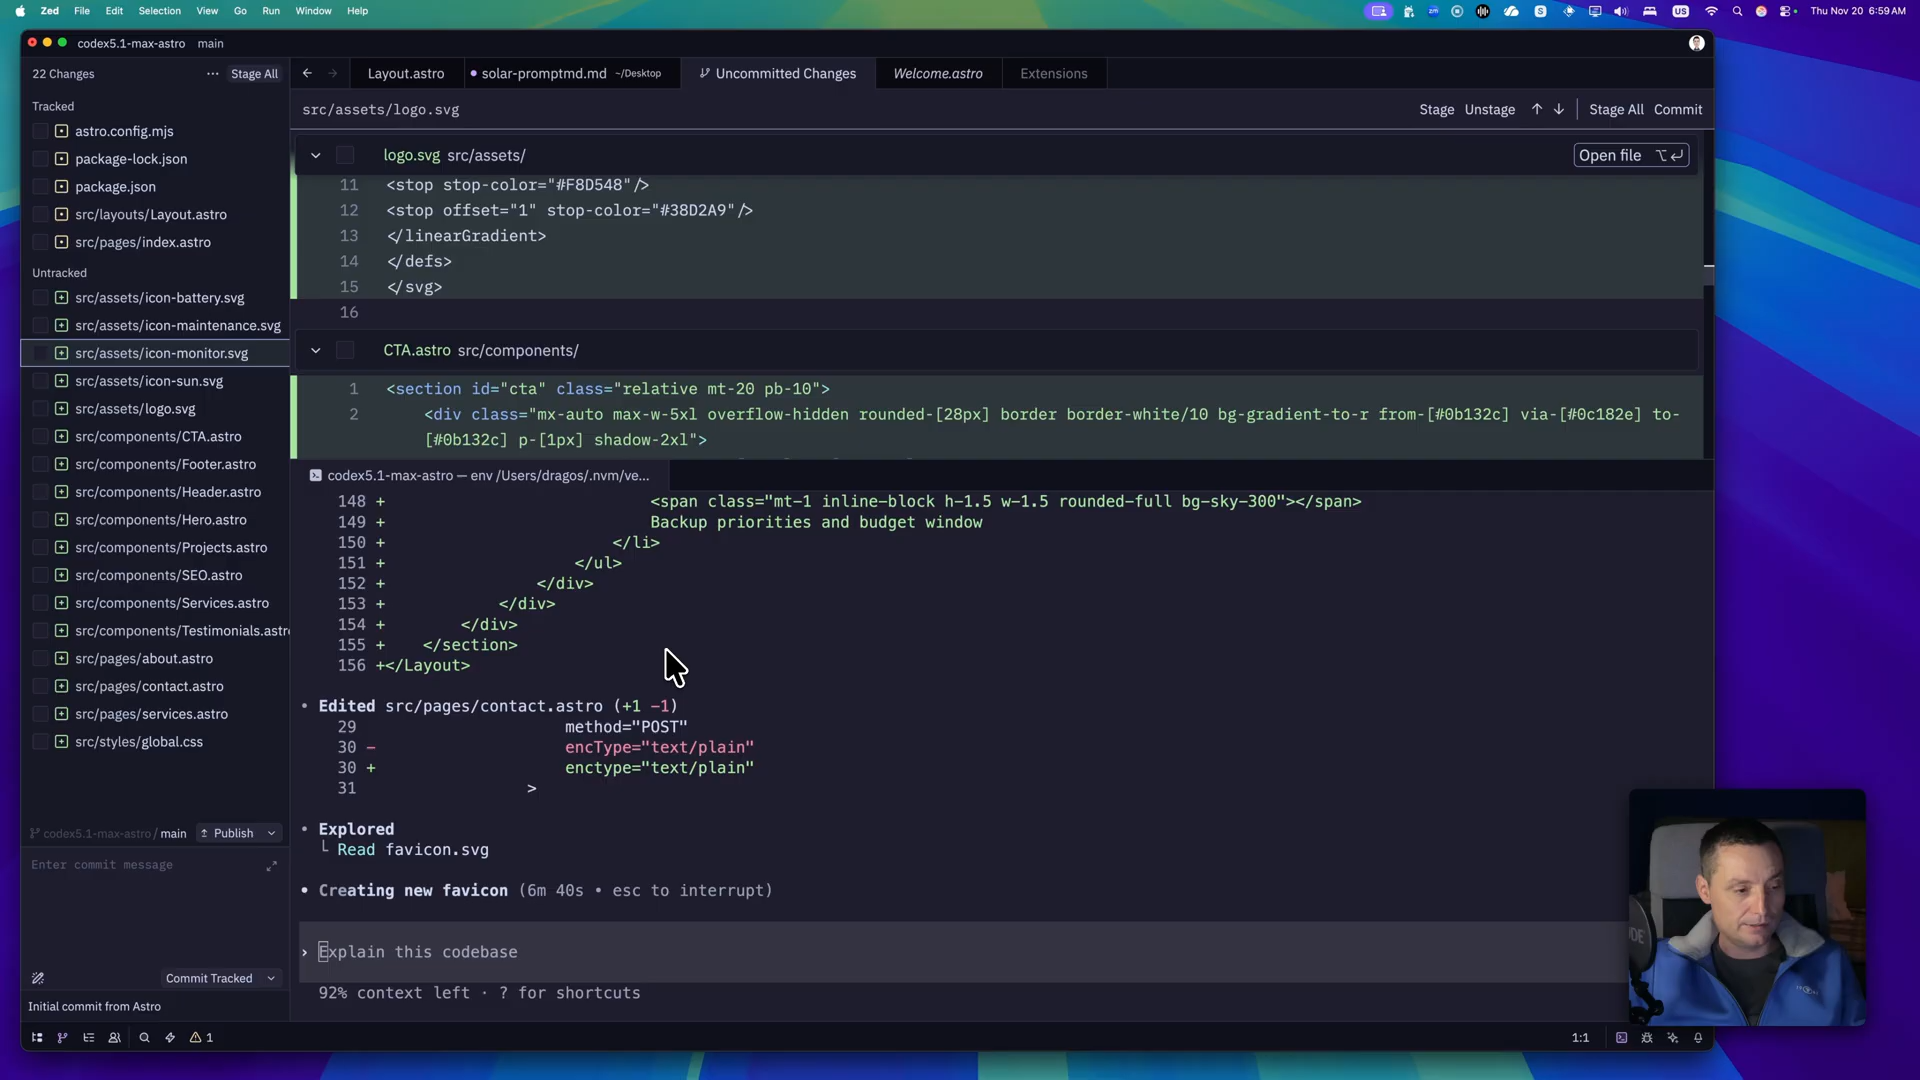 Zed File Edit Selection View Go Run Window Help
US Thu Nov 20 6:59 AM
codex5.1-max-astro main
22 Changes ··· Stage All
Tracked
astro.config.mjs
package-lock.json
package.json
src/layouts/Layout.astro
src/pages/index.astro
Untracked
src/assets/icon-battery.svg
src/assets/icon-maintenance.svg
src/assets/icon-monitor.svg
src/assets/icon-sun.svg
src/assets/logo.svg
src/components/CTA.astro
src/components/Footer.astro
src/components/Header.astro
src/components/Hero.astro
src/components/Projects.astro
src/components/SEO.astro
src/components/Services.astro
src/components/Testimonials.astro
src/pages/about.astro
src/pages/contact.astro
src/pages/services.astro
src/styles/global.css
codex5.1-max-astro / main Publish
Enter commit message
Commit Tracked
Initial commit from Astro
1
Layout.astro solar-promptmd.md ~/Desktop Uncommitted Changes Welcome.astro Extensions
src/assets/logo.svg Stage Unstage ↑ ↓ Stage All Commit
logo.svg src/assets/ Open file ⌥↵
11 <stop stop-color="#F8D548"/>
12 <stop offset="1" stop-color="#38D2A9"/>
13 </linearGradient>
14 </defs>
15 </svg>
16
CTA.astro src/components/
1 <section id="cta" class="relative mt-20 pb-10">
2 <div class="mx-auto max-w-5xl overflow-hidden rounded-[28px] border border-white/10 bg-gradient-to-r from-[#0b132c] via-[#0c182e] to-
[#0b132c] p-[1px] shadow-2xl">
codex5.1-max-astro — env /Users/dragos/.nvm/ve...
148 + <span class="mt-1 inline-block h-1.5 w-1.5 rounded-full bg-sky-300"></span>
149 + Backup priorities and budget window
150 + </li>
151 + </ul>
152 + </div>
153 + </div>
154 + </div>
155 + </section>
156 +</Layout>
• Edited src/pages/contact.astro (+1 −1)
29 method="POST"
30 − encType="text/plain"
30 + enctype="text/plain"
31 >
• Explored
└ Read favicon.svg
• Creating new favicon (6m 40s • esc to interrupt)
› Explain this codebase
92% context left · ? for shortcuts
1:1